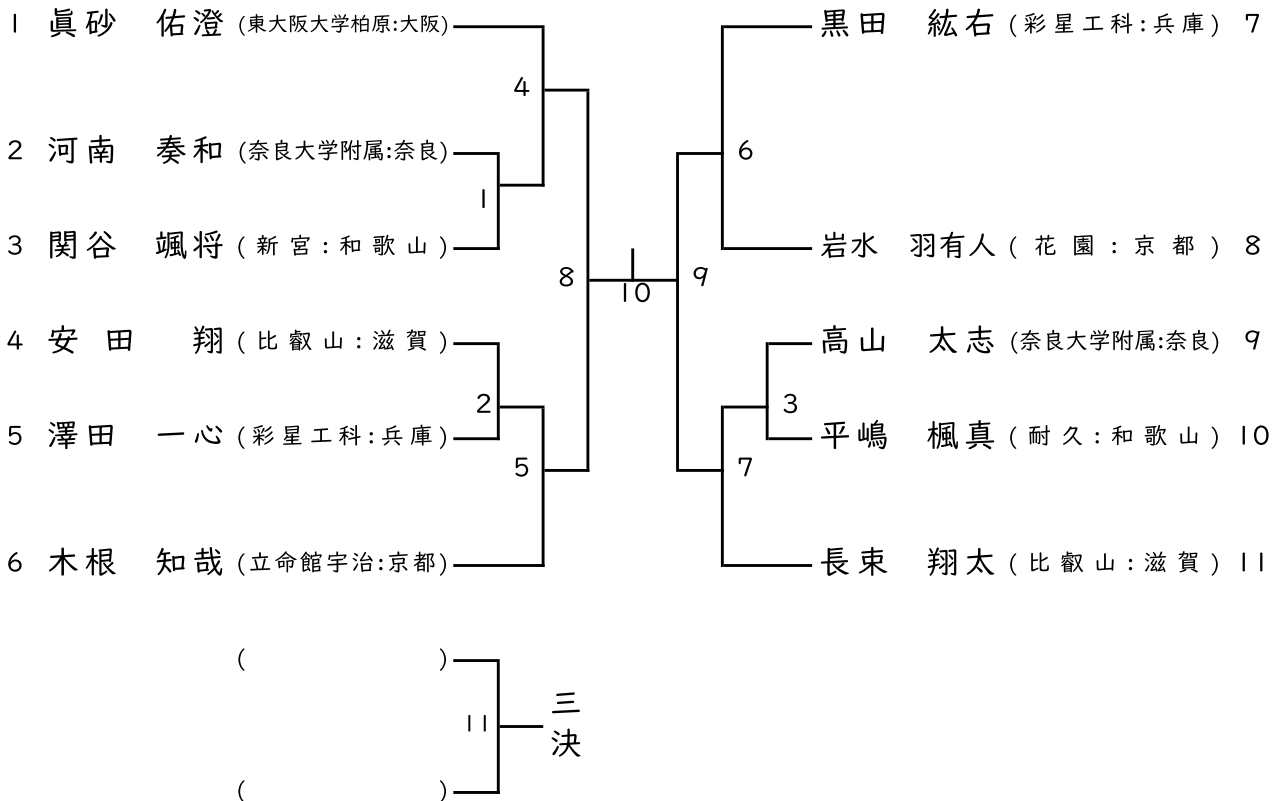 1 眞砂 佑澄 (東大阪大学柏原:大阪)
4
2 河南 奏和 (奈良大学附属:奈良)
1
3 関谷 颯将 (新宮:和歌山)
8
4 安田 翔 (比叡山:滋賀)
2
5 澤田 一心 (彩星工科:兵庫)
5
6 木根 知哉 (立命館宇治:京都)
10
黒田 紘右 (彩星工科:兵庫) 7
6
岩水 羽有人 (花園:京都) 8
9
高山 太志 (奈良大学附属:奈良) 9
3
平嶋 楓真 (耐久:和歌山) 10
7
長束 翔太 (比叡山:滋賀) 11
( )
11 三決
( )